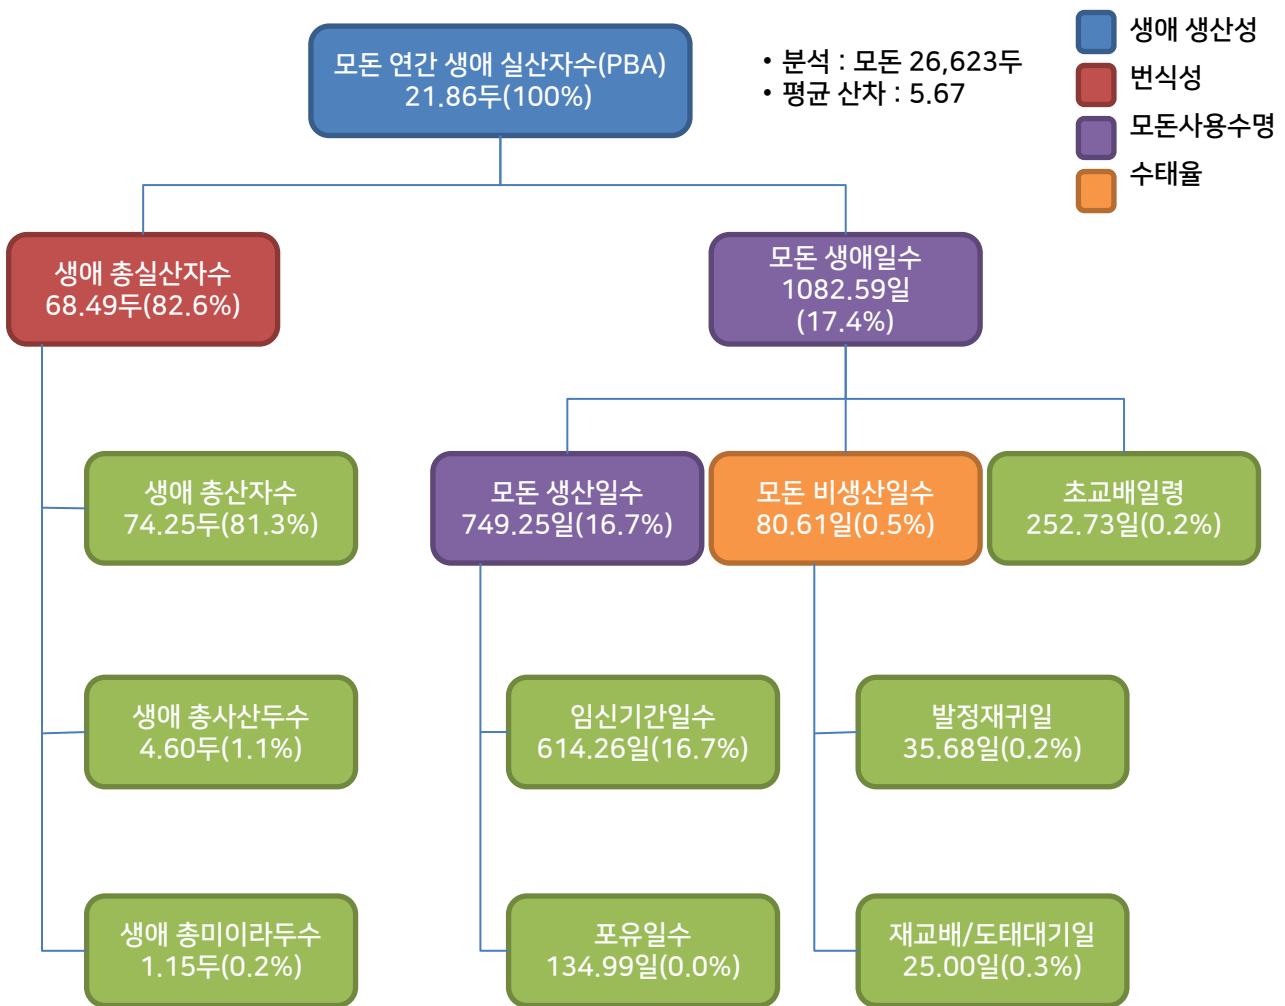 모돈 연간 생애 실산자수(PBA)
21.86두(100%)
• 분석 : 모돈 26,623두
• 평균 산차 : 5.67
생애 생산성
번식성
모돈사용수명
수태율
생애 총실산자수
68.49두(82.6%)
모돈 생애일수
1082.59일
(17.4%)
생애 총산자수
74.25두(81.3%)
모돈 생산일수
749.25일(16.7%)
모돈 비생산일수
80.61일(0.5%)
초교배일령
252.73일(0.2%)
생애 총사산두수
4.60두(1.1%)
임신기간일수
614.26일(16.7%)
발정재귀일
35.68일(0.2%)
생애 총미이라두수
1.15두(0.2%)
포유일수
134.99일(0.0%)
재교배/도태대기일
25.00일(0.3%)